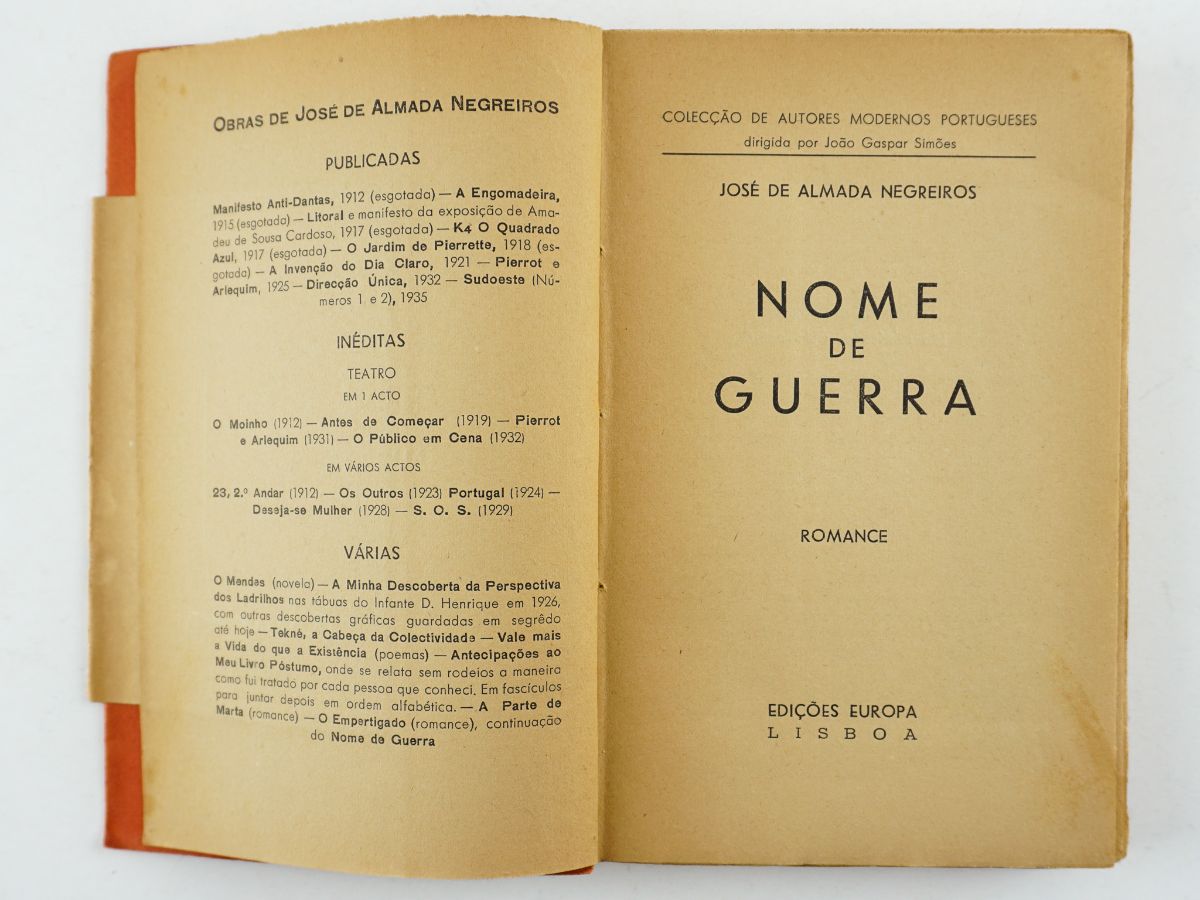 OBRAS DE JOSÉ DE ALMADA NEGREIROS
PUBLICADAS
Manifesto Anti-Dantas, 1912 (esgotada) — A Engomadeira,
1915 (esgotada) — Litoral e manifesto da exposição de Ama-
deu de Sousa Cardoso, 1917 (esgotada) — K4 O Quadrado
Azul, 1917 (esgotada) — O Jardim de Pierrette, 1918 (es-
gotada) — A Invenção do Dia Claro, 1921 — Pierrot e
Arlequim, 1925 — Direcção Única, 1932 — Sudoeste (Nú-
meros 1 e 2), 1935
INÉDITAS
TEATRO
EM 1 ACTO
O Moinho (1912) — Antes de Começar (1919) — Pierrot
e Arlequim (1931) — O Público em Cena (1932)
EM VÁRIOS ACTOS
23, 2.º Andar (1912) — Os Outros (1923) Portugal (1924) —
Deseja-se Mulher (1928) — S. O. S. (1929)
VÁRIAS
O Mendes (novela) — A Minha Descoberta da Perspectiva
dos Ladrilhos nas tábuas do Infante D. Henrique em 1926,
com outras descobertas gráficas guardadas em segrêdo
até hoje — Tekné, a Cabeça da Colectividade — Vale mais
a Vida do que a Existência (poemas) — Antecipações ao
Meu Livro Póstumo, onde se relata sem rodeios a maneira
como fui tratado por cada pessoa que conheci. Em fascículos
para juntar depois em ordem alfabética. — A Parte de
Marta (romance) — O Empertigado (romance), continuação
do Nome de Guerra
COLECÇÃO DE AUTORES MODERNOS PORTUGUESES
dirigida por João Gaspar Simões
JOSÉ DE ALMADA NEGREIROS
NOME
DE
GUERRA
ROMANCE
EDIÇÕES EUROPA
LISBOA